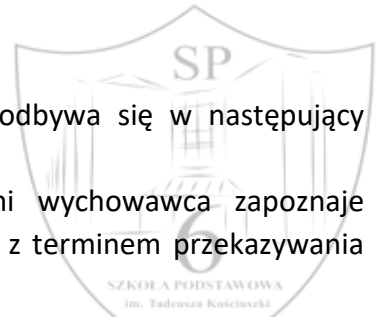 SP
odbywa się w następujący
ni wychowawca zapoznaje
z terminem przekazywania
6
SZKOŁA PODSTAWOWA
im. Tadeusza Kościuszki